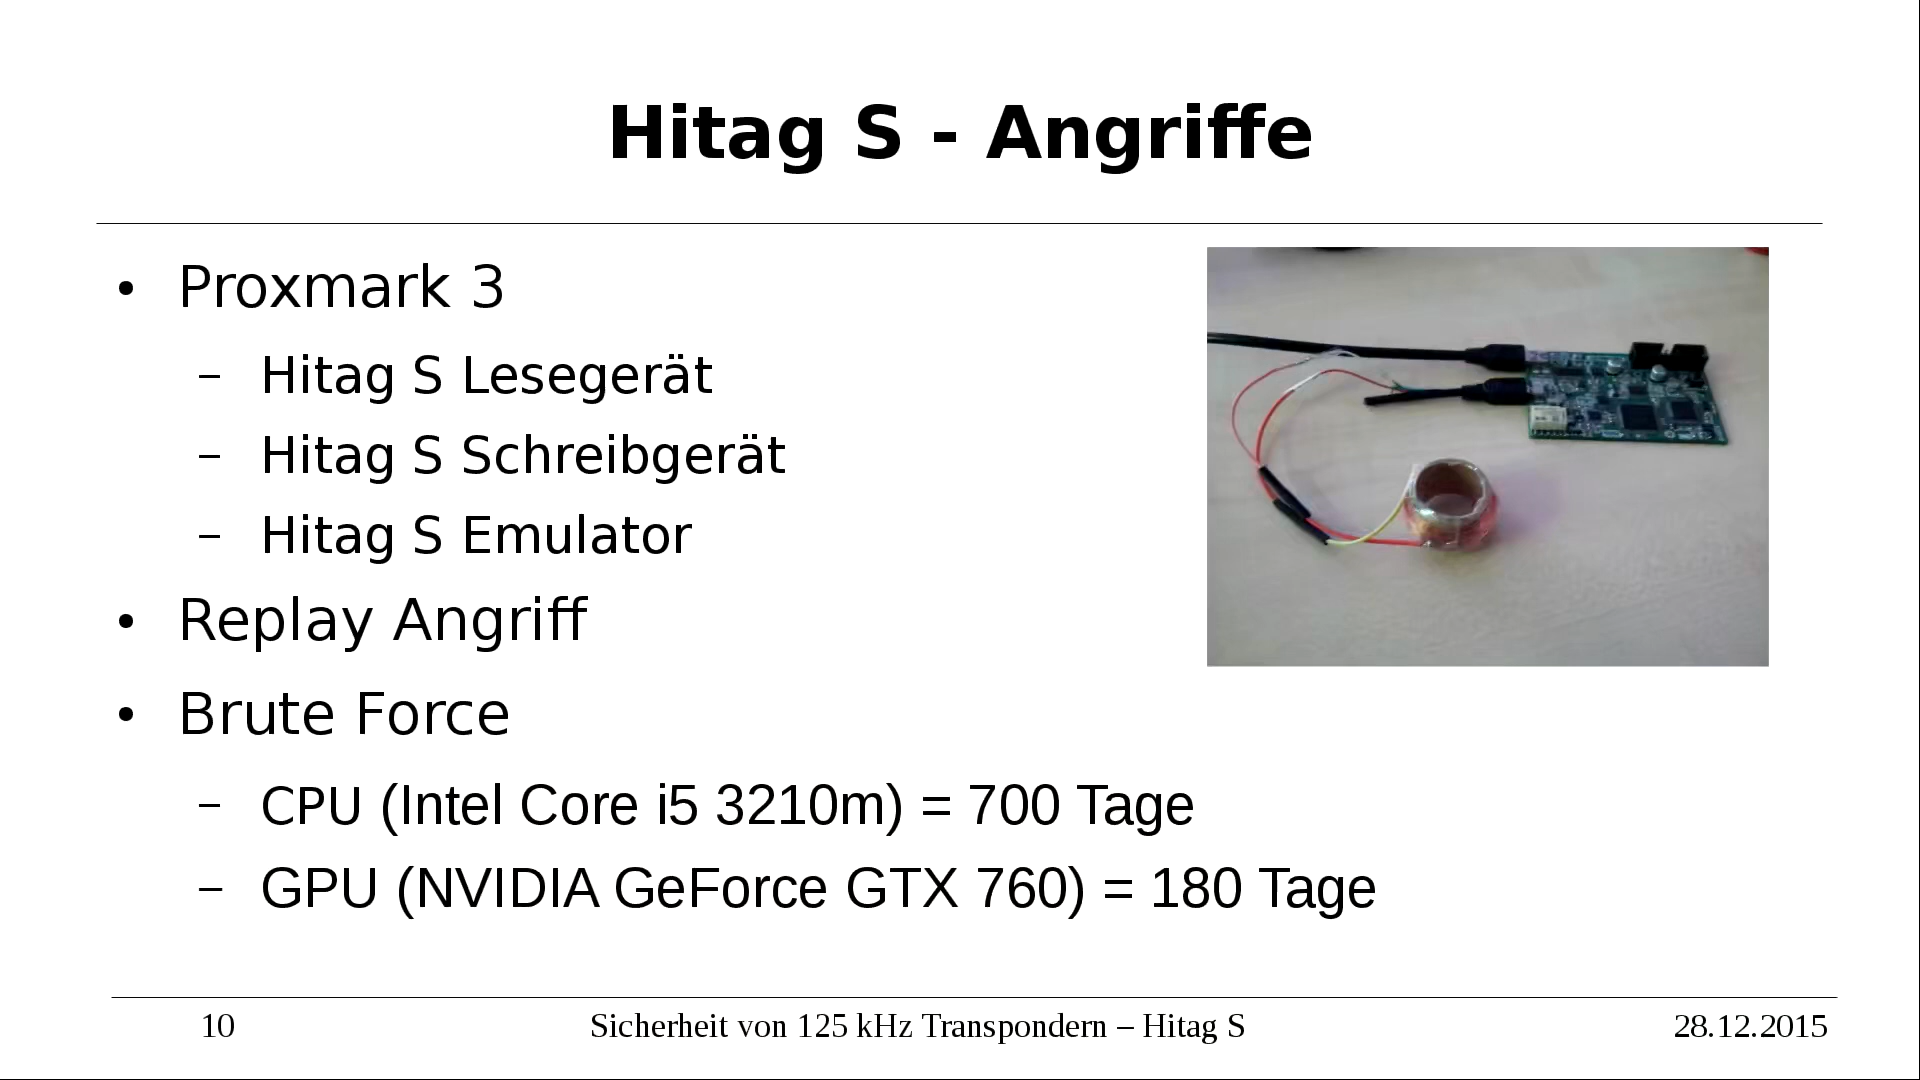 Hitag S - Angriffe
• Proxmark 3
– Hitag S Lesegerät
– Hitag S Schreibgerät
– Hitag S Emulator
• Replay Angriff
• Brute Force
– CPU (Intel Core i5 3210m) = 700 Tage
– GPU (NVIDIA GeForce GTX 760) = 180 Tage
10 Sicherheit von 125 kHz Transpondern – Hitag S 28.12.2015